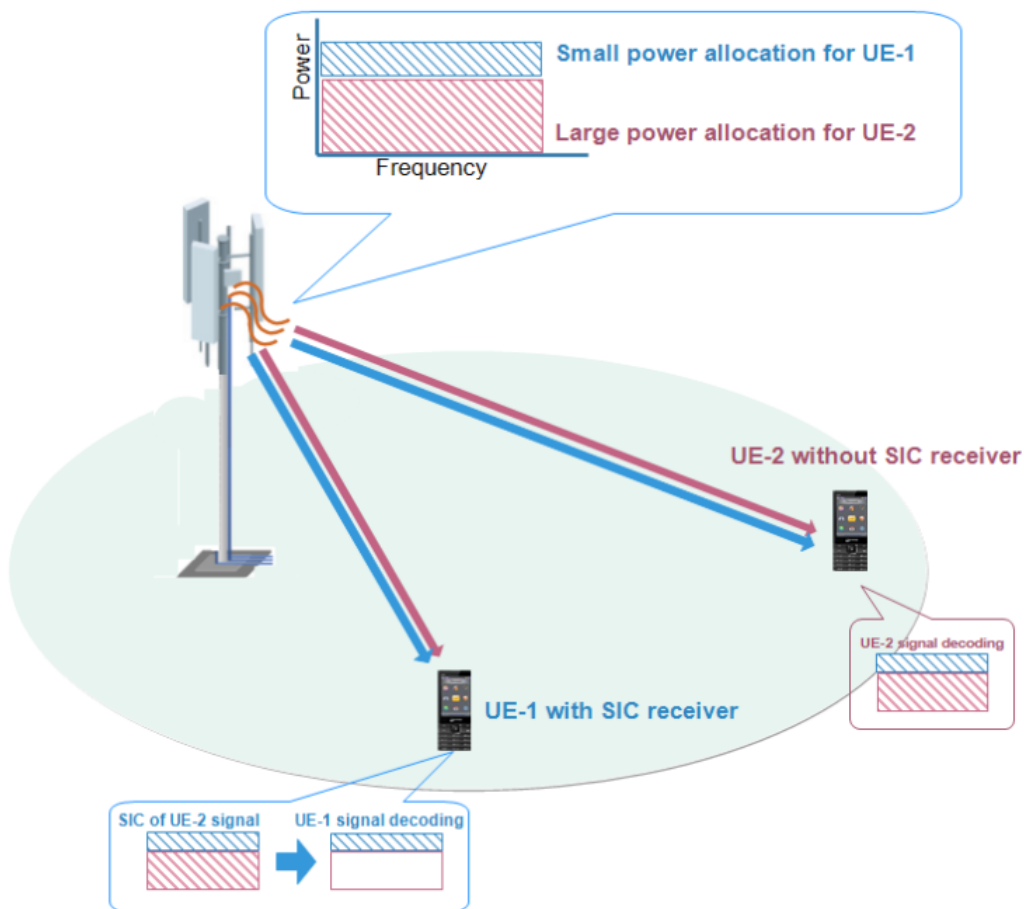 Power
Small power allocation for UE-1
Large power allocation for UE-2
Frequency
UE-2 without SIC receiver
UE-2 signal decoding
UE-1 with SIC receiver
SIC of UE-2 signal
UE-1 signal decoding